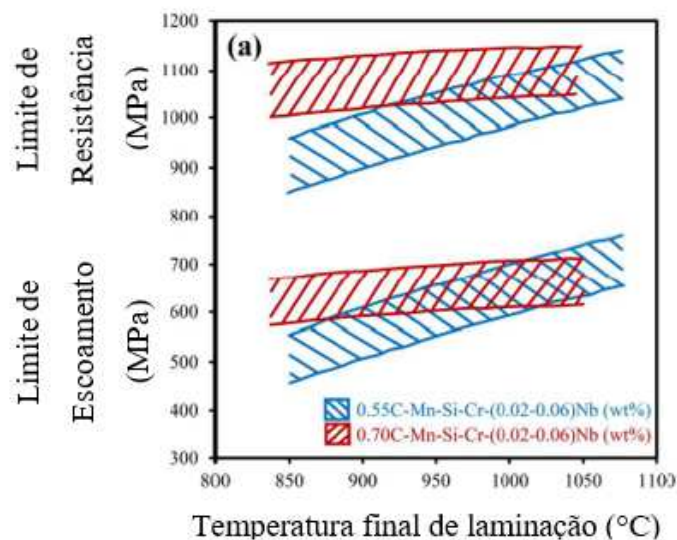 (a)
Limite de
Resistência
(MPa)
Limite de
Escoamento
(MPa)
1200
1100
1000
900
800
700
600
500
400
300
0.55C-Mn-Si-Cr-(0.02-0.06)Nb (wt%)
0.70C-Mn-Si-Cr-(0.02-0.06)Nb (wt%)
800 850 900 950 1000 1050 1103
Temperatura final de laminação (°C)